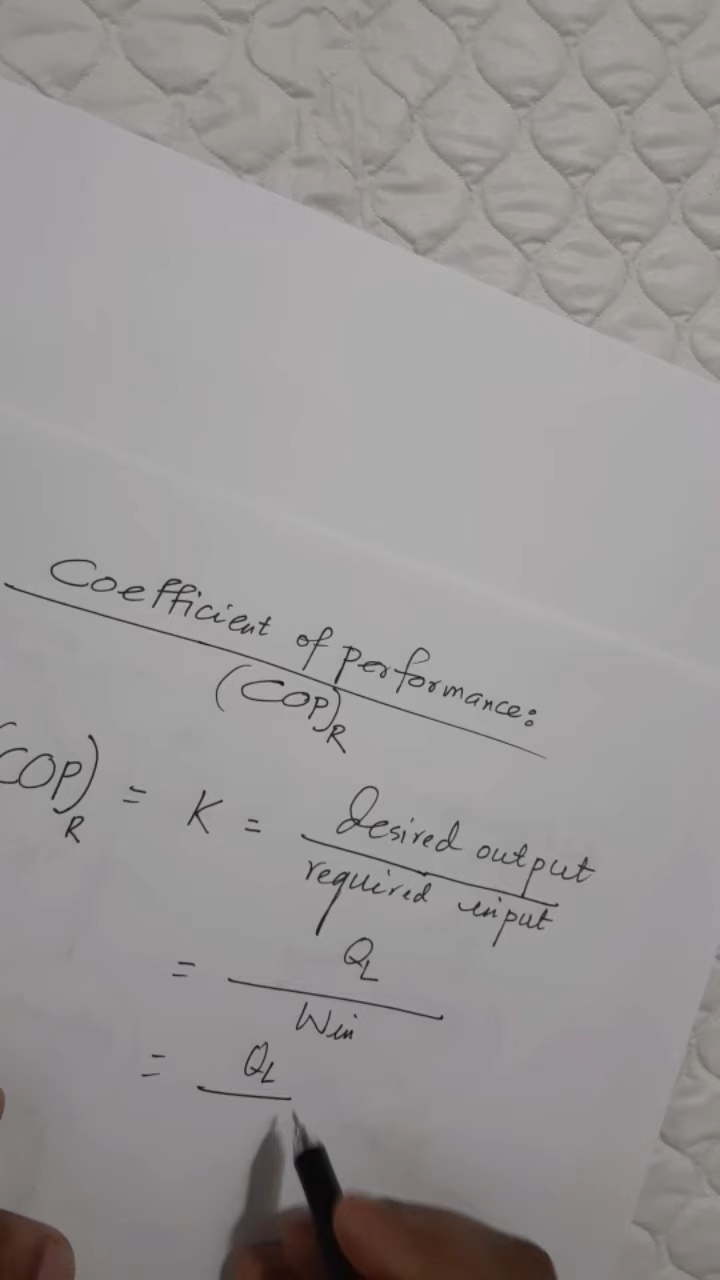 Coefficient of performance:
(COP)R
(COP)R = K = desired output / required input
= QL / Win
= QL